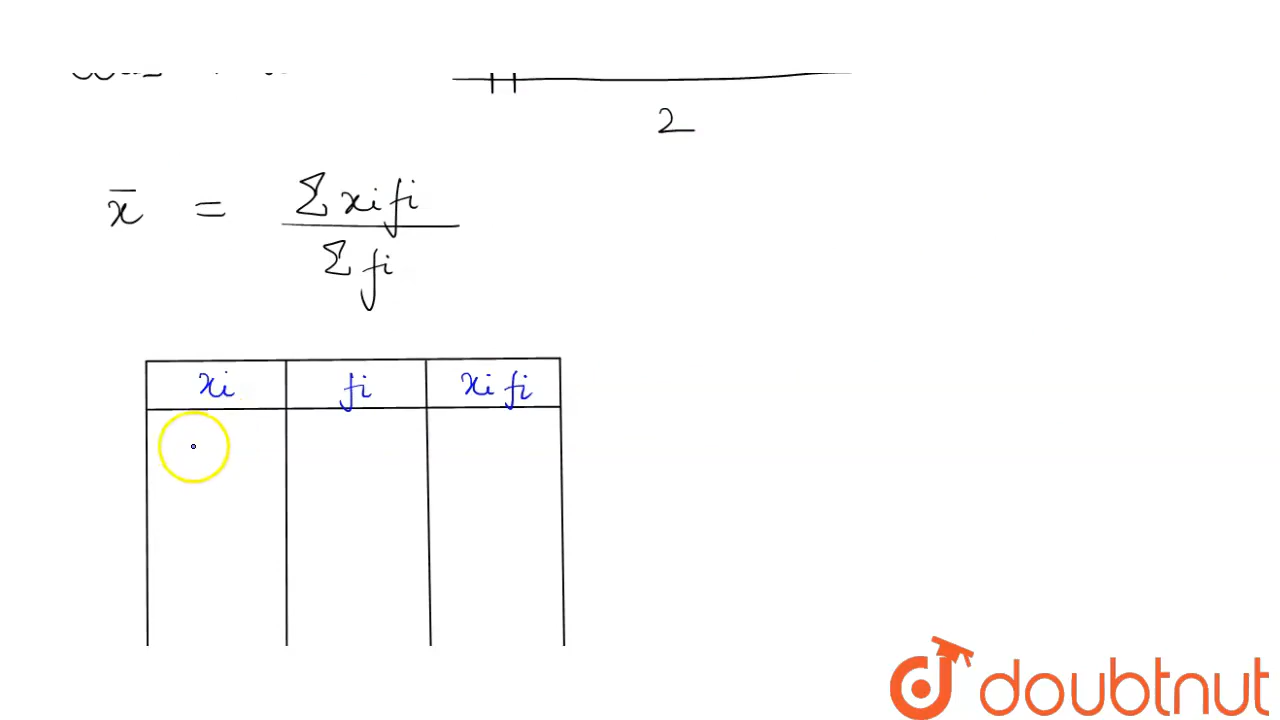 2
x̄ = Σxifi
Σfi
xi fi xifi
doubtnut